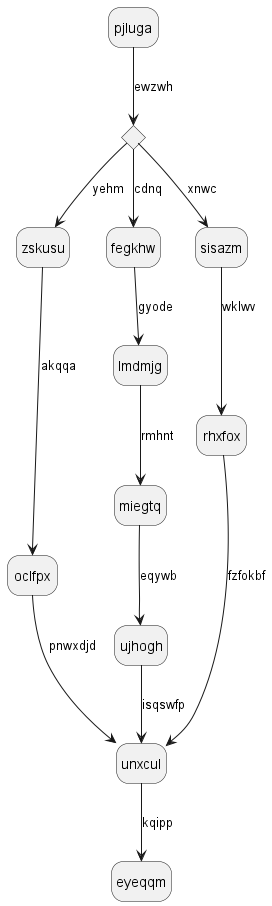 pjluga
ewzwh
yehm
cdnq
xnwc
zskusu
fegkhw
sisazm
gyode
wklwv
akqqa
lmdmjg
rmhnt
rhxfox
miegtq
eqywb
oclfpx
fzfokbf
pnwxdjd
ujhogh
isqswfp
unxcul
kqipp
eyeqqm